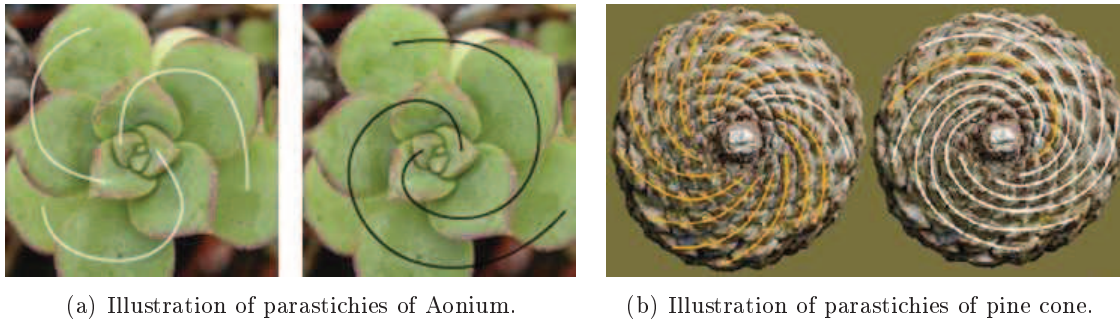 (a) Illustration of parastichies of Aonium.
(b) Illustration of parastichies of pine cone.